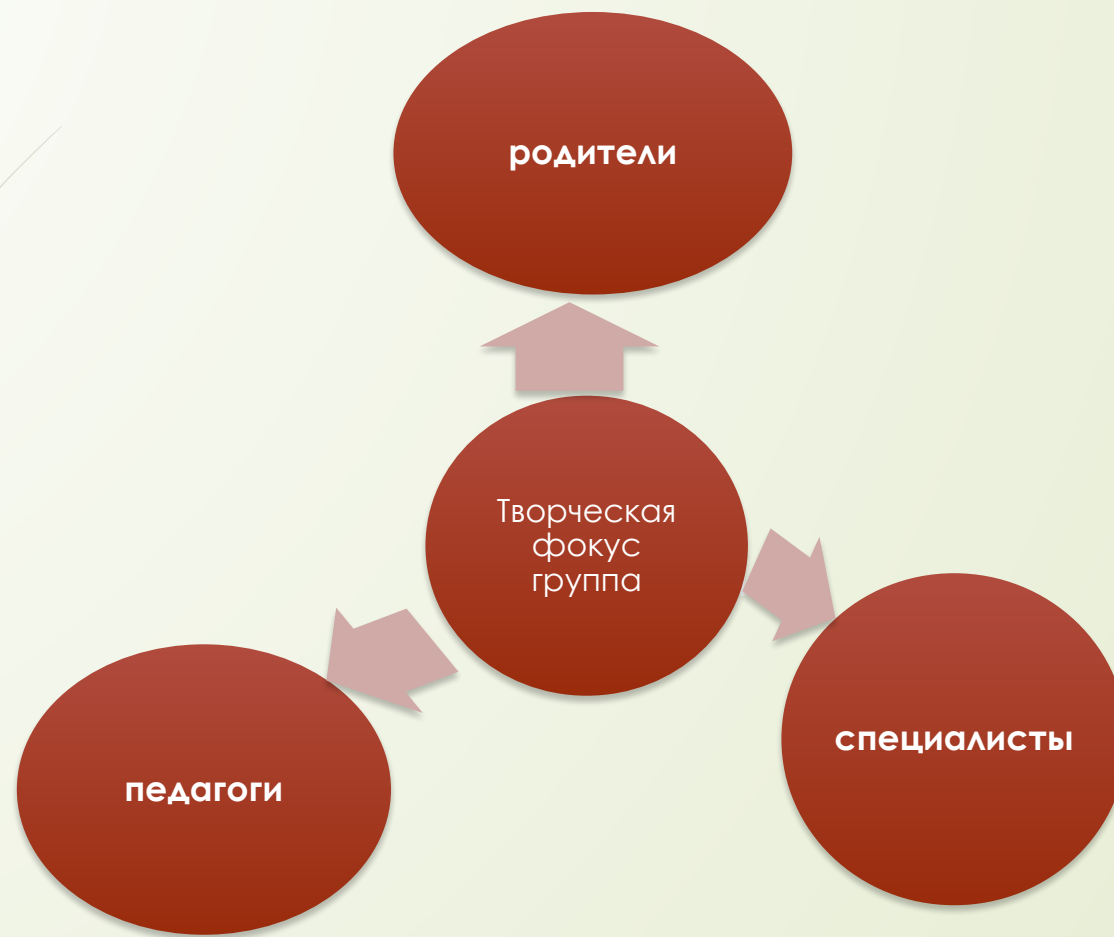 родители
Творческая
фокус
группа
специалисты
педагоги